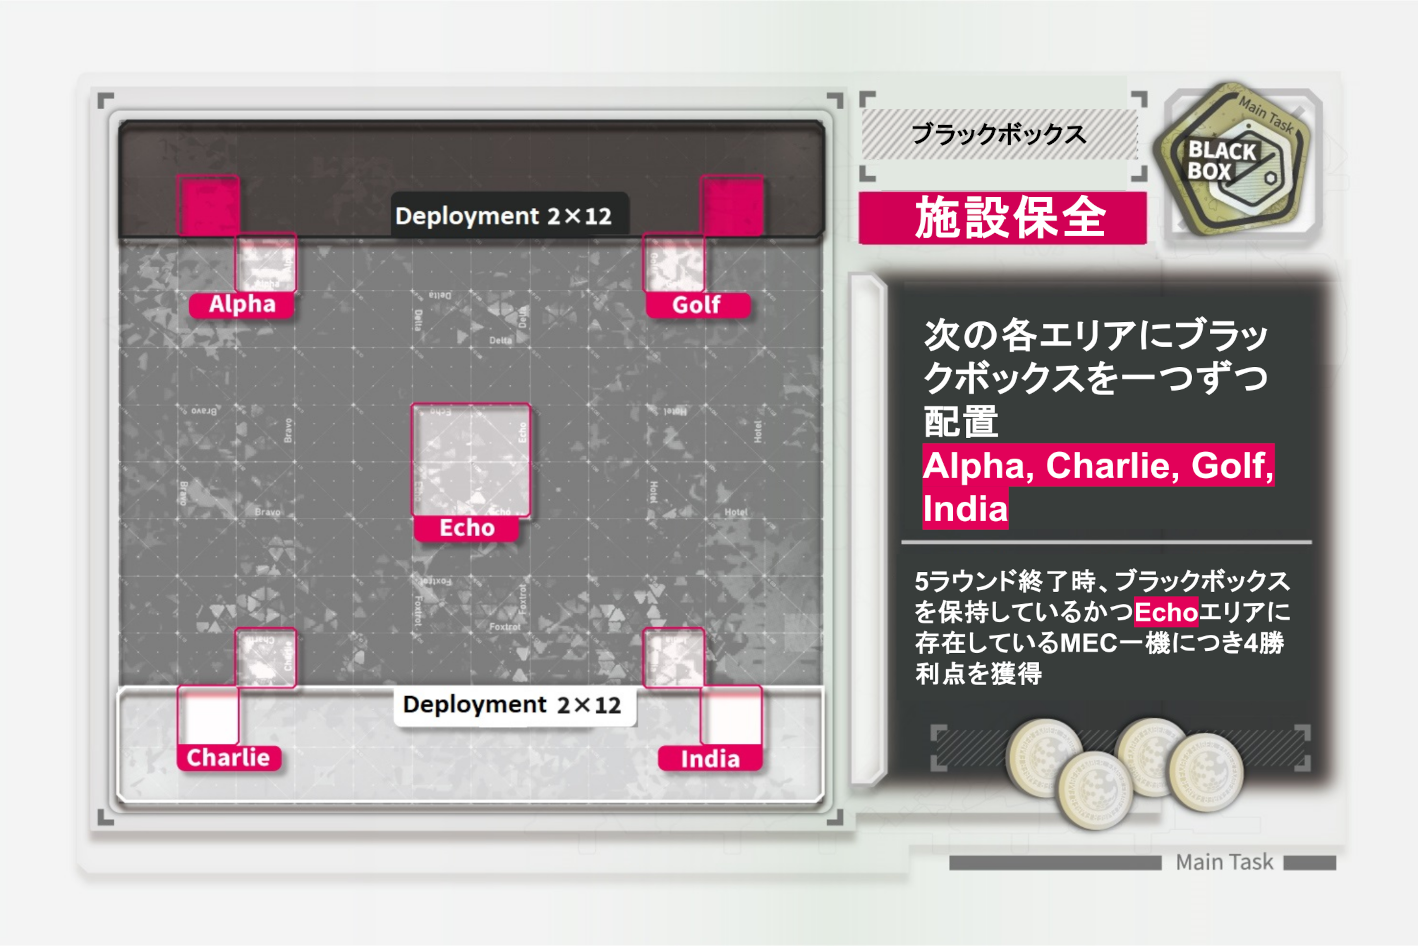 ブラックボックス
Main Task
BLACK
BOX
施設保全
Deployment 2×12
Alpha
Golf
Delta
Delta
Delta
Delta
Echo
Echo
Echo
Bravo
Bravo
Bravo
Bravo
Hotel
Hotel
Hotel
Hotel
Echo
Foxtrot
Foxtrot
Foxtrot
Foxtrot
Charlie
Charlie
Deployment 2×12
Charlie
India
次の各エリアにブラッ
クボックスを一つずつ
配置
Alpha, Charlie, Golf,
India
5ラウンド終了時、ブラックボックス
を保持しているかつEchoエリアに
存在しているMEC一機につき4勝
利点を獲得
Main Task